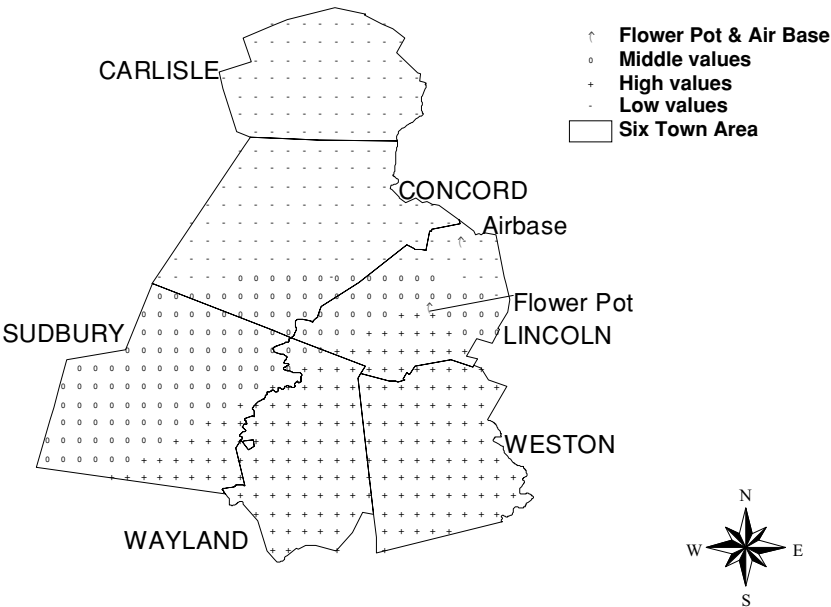 Flower Pot & Air Base
Middle values
High values
Low values
Six Town Area
CARLISLE
CONCORD
Airbase
Flower Pot
SUDBURY
LINCOLN
WESTON
WAYLAND
N
W E
S